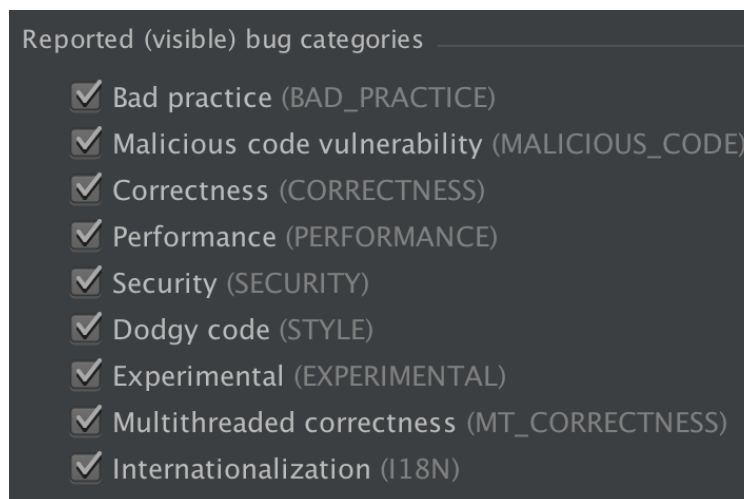 Reported (visible) bug categories
Bad practice (BAD_PRACTICE)
Malicious code vulnerability (MALICIOUS_CODE)
Correctness (CORRECTNESS)
Performance (PERFORMANCE)
Security (SECURITY)
Dodgy code (STYLE)
Experimental (EXPERIMENTAL)
Multithreaded correctness (MT_CORRECTNESS)
Internationalization (I18N)